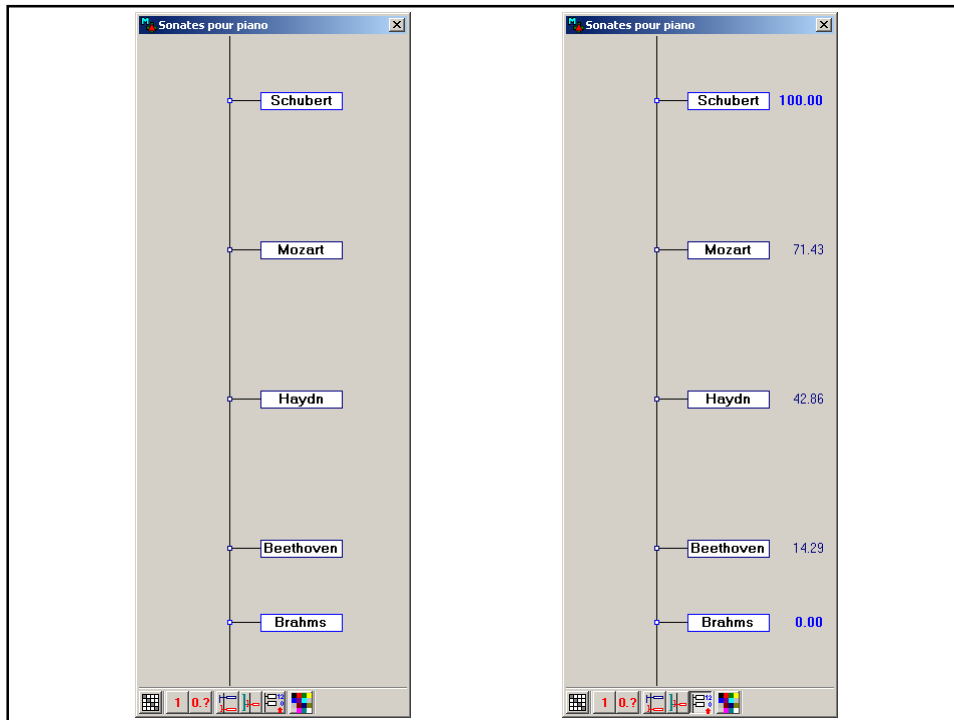 Sonates pour piano
Schubert
Mozart
Haydn
Beethoven
Brahms
1 0.?
Sonates pour piano
Schubert 100.00
Mozart 71.43
Haydn 42.86
Beethoven 14.29
Brahms 0.00
1 0.?